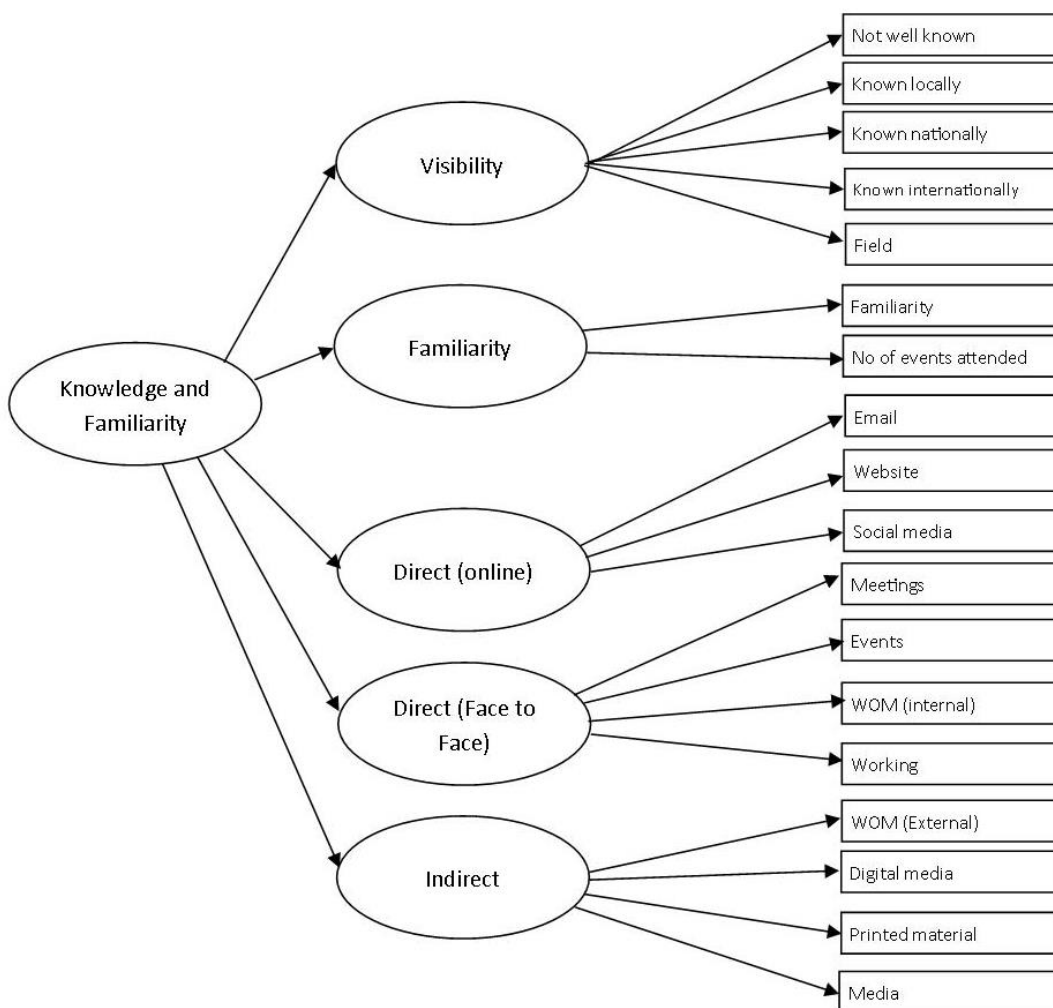 Knowledge and
Familiarity
Visibility
Not well known
Known locally
Known nationally
Known internationally
Field
Familiarity
Familiarity
No of events attended
Direct (online)
Email
Website
Social media
Direct (Face to
Face)
Meetings
Events
WOM (internal)
Working
Indirect
WOM (External)
Digital media
Printed material
Media